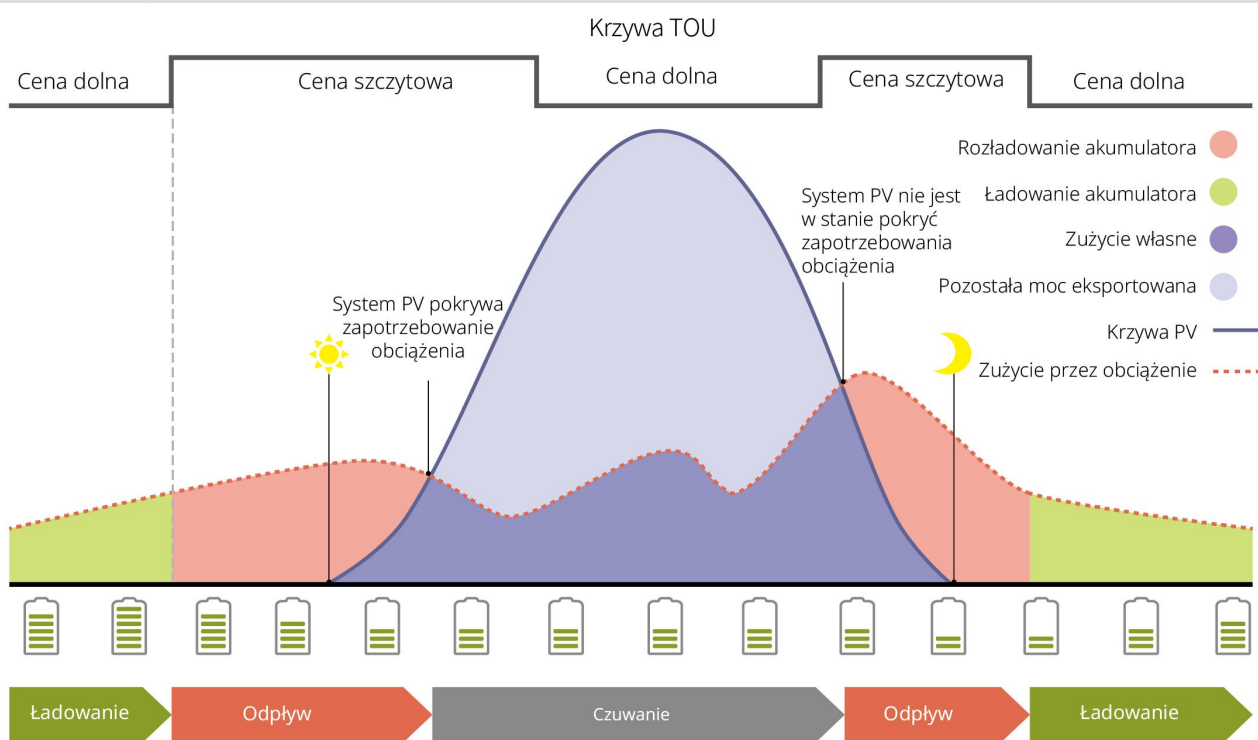 Krzywa TOU
Cena dolna
Cena szczytowa
Cena dolna
Cena szczytowa
Cena dolna
Rozładowanie akumulatora
Ładowanie akumulatora
Zużycie własne
Pozostała moc eksportowana
Krzywa PV
Zużycie przez obciążenie
System PV nie jest
w stanie pokryć
zapotrzebowania
obciążenia
System PV pokrywa
zapotrzebowanie
obciążenia
Ładowanie
Odpływ
Czuwanie
Odpływ
Ładowanie